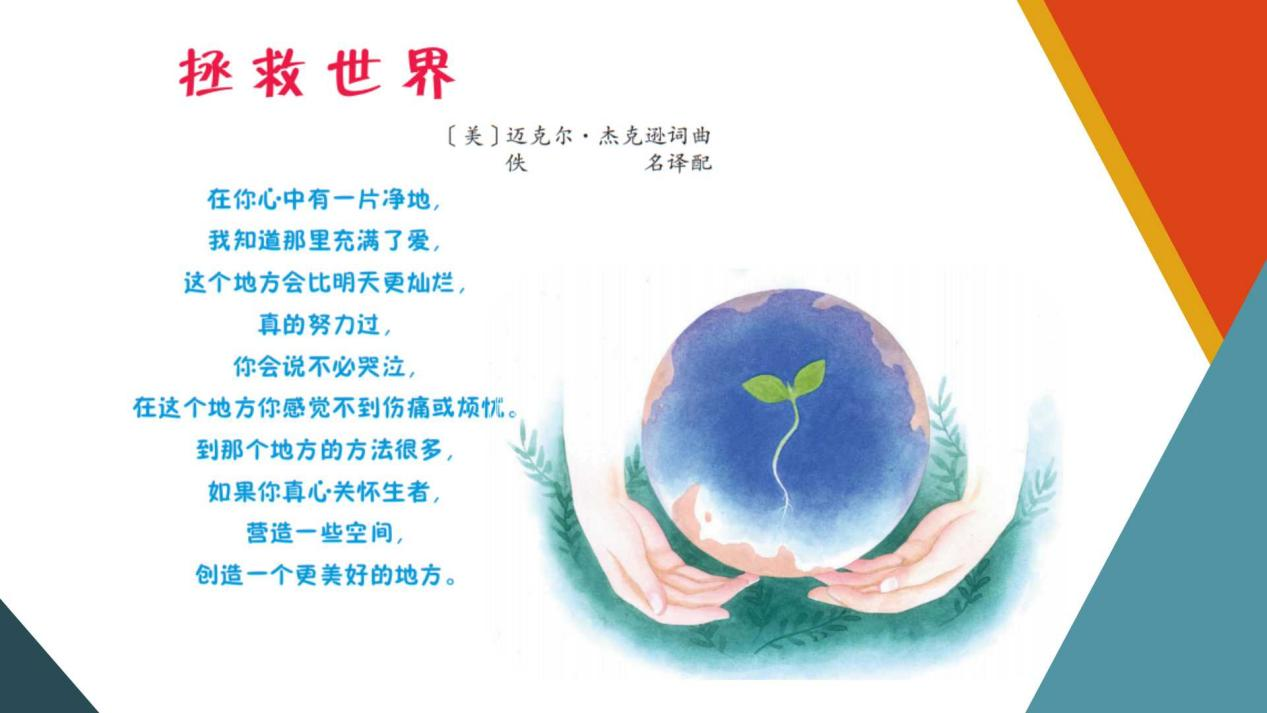 拯救世界
〔美〕迈克尔·杰克逊词曲
佚 名译配
在你心中有一片净地，
我知道那里充满了爱，
这个地方会比明天更灿烂，
真的努力过，
你会说不必哭泣，
在这个地方你感觉不到伤痛或烦忧。
到那个地方的方法很多，
如果你真心关怀生者，
营造一些空间，
创造一个更美好的地方。